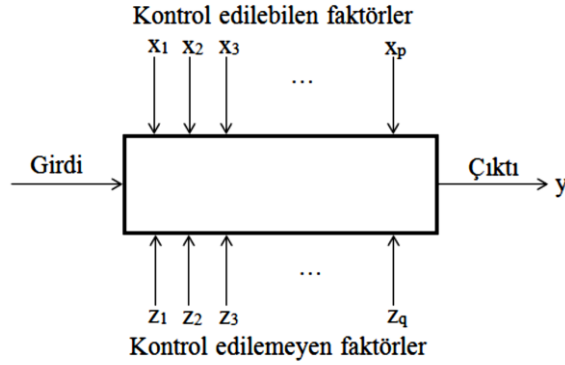 Kontrol edilebilen faktörler
x1 x2 x3 ... xp
Girdi
Çıktı
y
...
z1 z2 z3 zq
Kontrol edilemeyen faktörler